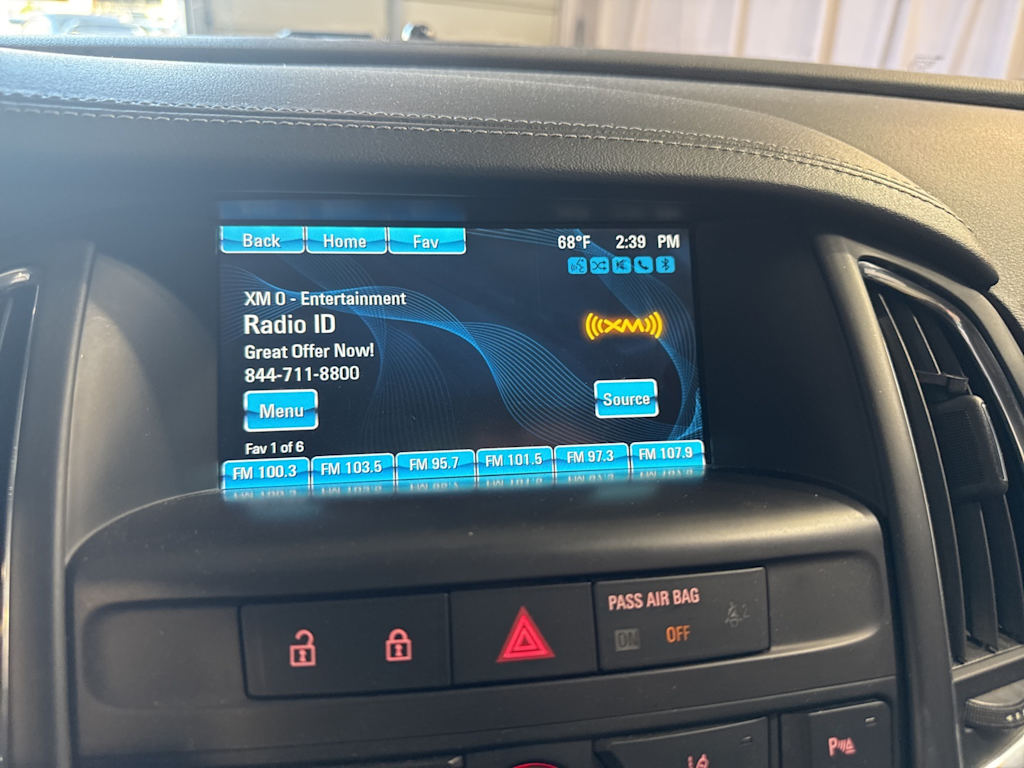 Back Home Fav 68°F 2:39 PM
XM 0 - Entertainment
Radio ID
((XM))
Great Offer Now!
844-711-8800
Menu Source
Fav 1 of 6
FM 100.3 FM 103.5 FM 95.7 FM 101.5 FM 97.3 FM 107.9
PASS AIR BAG
ON OFF 2